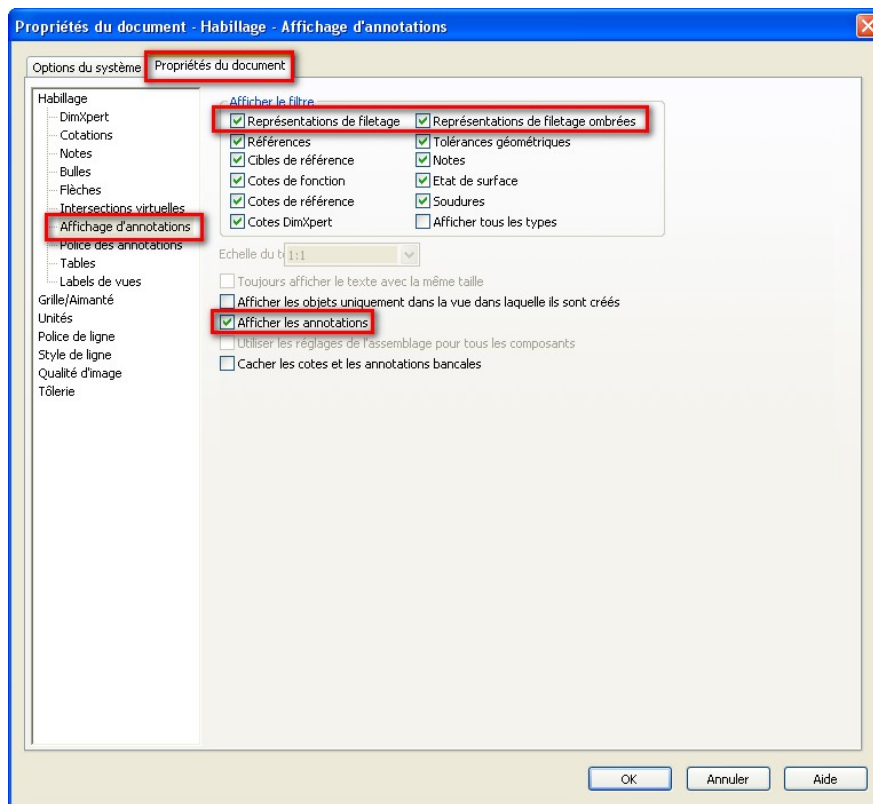 Propriétés du document - Habillage - Affichage d'annotations
Options du système Propriétés du document
Habillage
DimXpert
Cotations
Notes
Bulles
Flèches
Intersections virtuelles
Affichage d'annotations
Police des annotations
Tables
Labels de vues
Grille/Aimanté
Unités
Police de ligne
Style de ligne
Qualité d'image
Tôlerie
Afficher le filtre
Représentations de filetage Représentations de filetage ombrées
Références Tolérances géométriques
Cibles de référence Notes
Cotes de fonction Etat de surface
Cotes de référence Soudures
Cotes DimXpert Afficher tous les types
Echelle du t 1:1
Toujours afficher le texte avec la même taille
Afficher les objets uniquement dans la vue dans laquelle ils sont créés
Afficher les annotations
Utiliser les réglages de l'assemblage pour tous les composants
Cacher les cotes et les annotations bancales
OK Annuler Aide